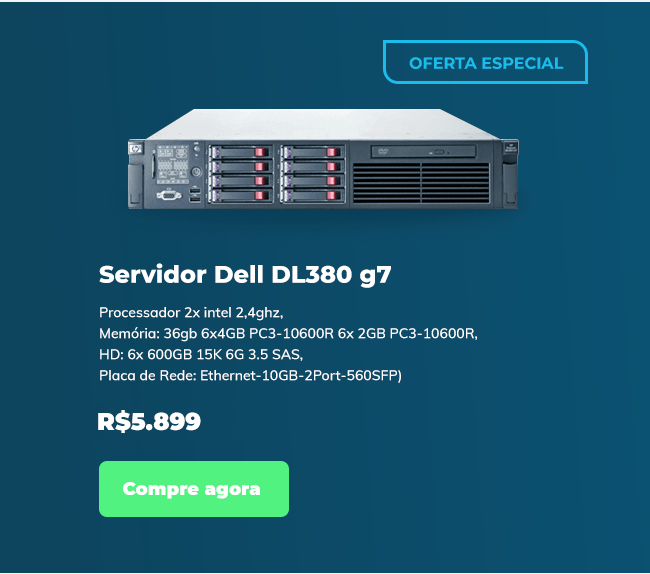 OFERTA ESPECIAL
hp
Servidor Dell DL380 g7
Processador 2x intel 2,4ghz,
Memória: 36gb 6x4GB PC3-10600R 6x 2GB PC3-10600R,
HD: 6x 600GB 15K 6G 3.5 SAS,
Placa de Rede: Ethernet-10GB-2Port-560SFP)
R$5.899
Compre agora